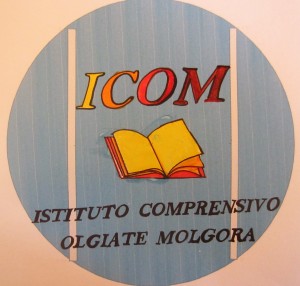 ICOM
ISTITUTO COMPRENSIVO
OLGIATE MOLGORA